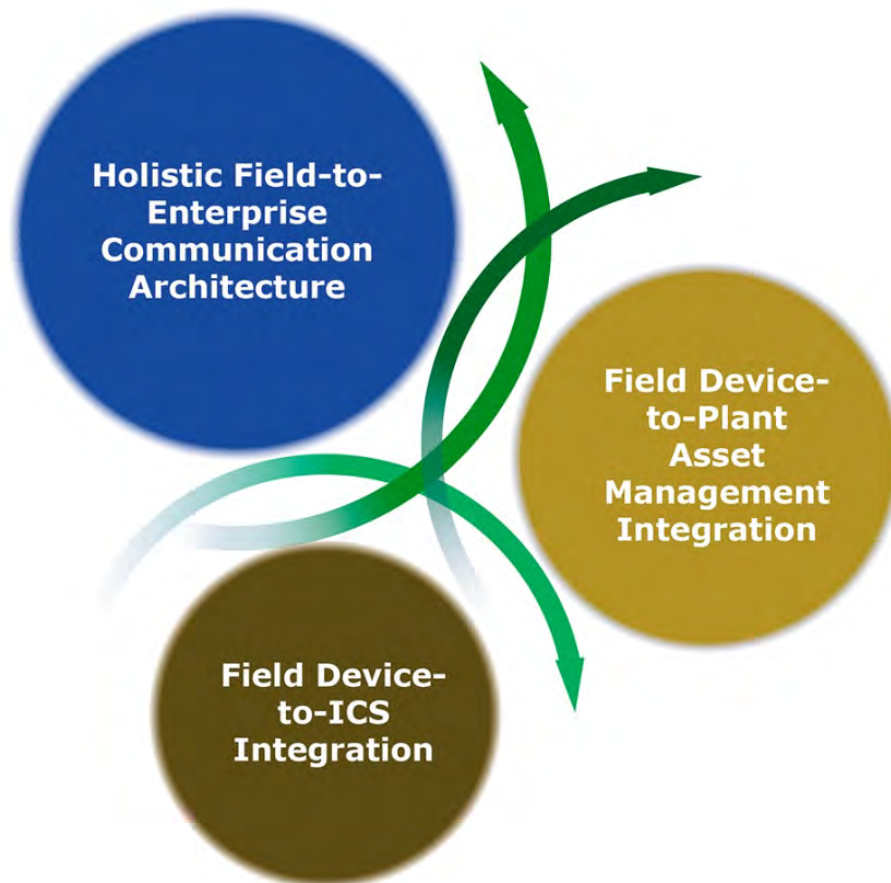 Holistic Field-to-
Enterprise
Communication
Architecture
Field Device-
to-Plant
Asset
Management
Integration
Field Device-
to-ICS
Integration